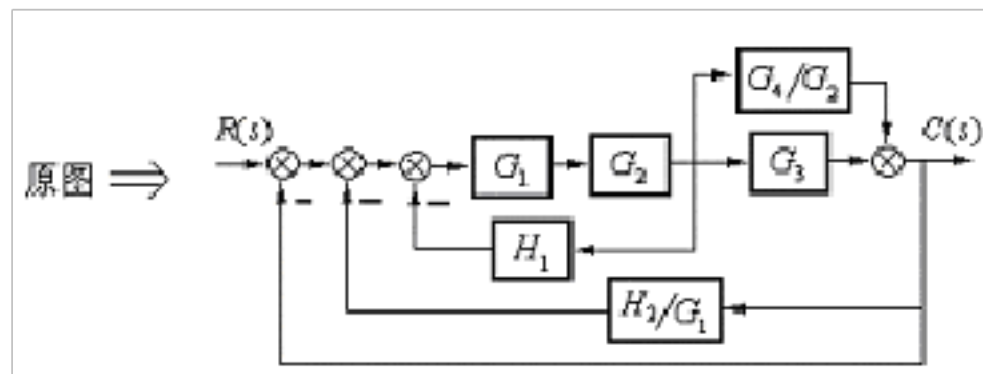 G₄/G₂
R(s)
C(s)
原图
G₁
G₂
G₃
H₁
H₂/G₁